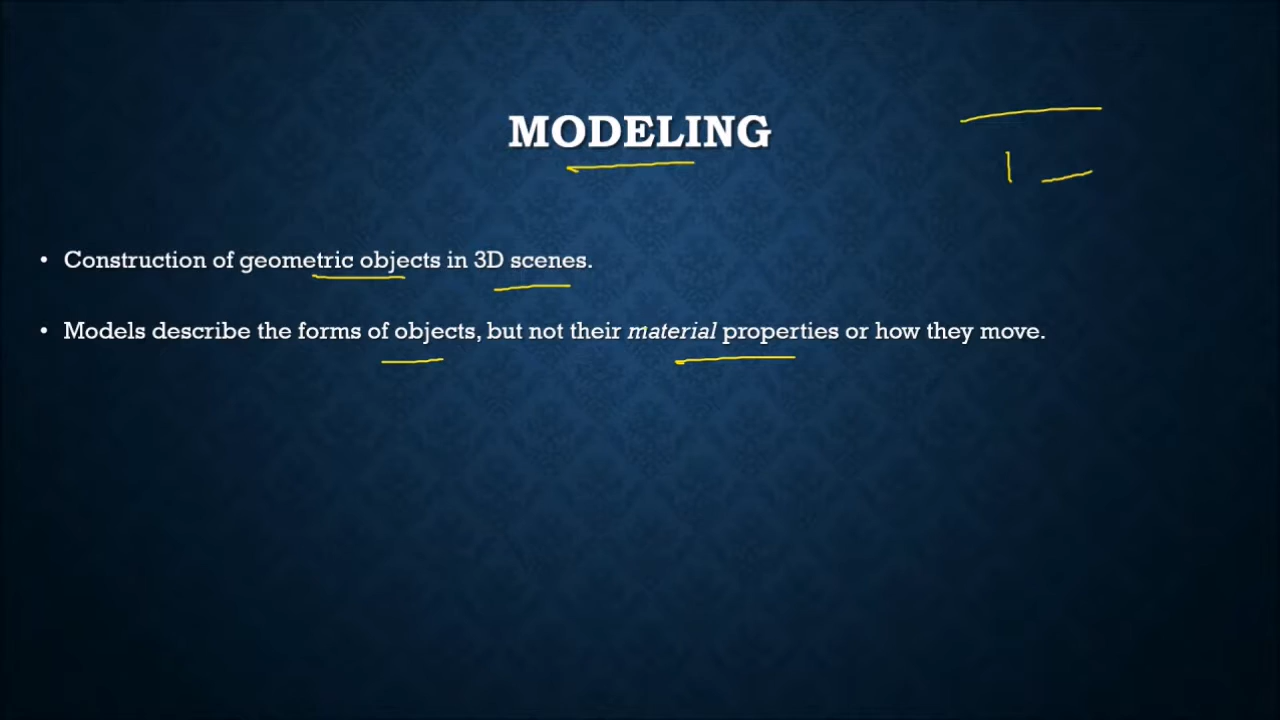 MODELING
• Construction of geometric objects in 3D scenes.
• Models describe the forms of objects, but not their material properties or how they move.